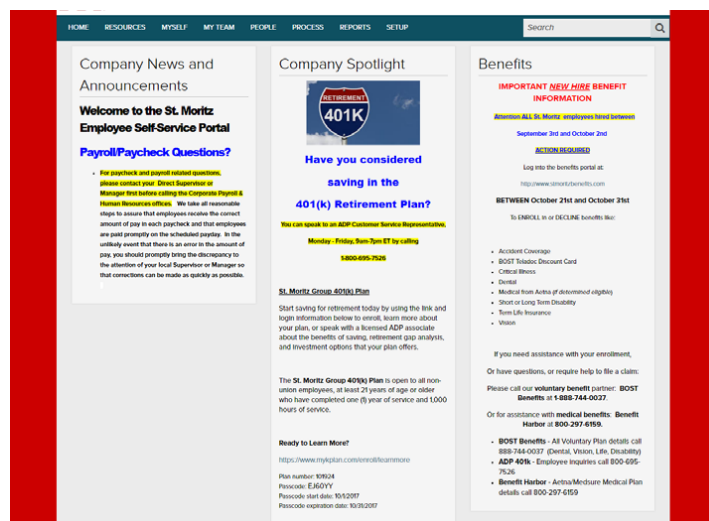 HOME RESOURCES MYSELF MY TEAM PEOPLE PROCESS REPORTS SETUP
Search
Company News and
Announcements
Welcome to the St. Moritz
Employee Self-Service Portal
Payroll/Paycheck Questions?
• For paycheck and payroll related questions,
please contact your Direct Supervisor or
Manager first before calling the Corporate Payroll &
Human Resources offices. We take all reasonable
steps to assure that employees receive the correct
amount of pay in each paycheck and that employees
are paid promptly on the scheduled payday. In the
unlikely event that there is an error in the amount of
pay, you should promptly bring the discrepancy to
the attention of your local Supervisor or Manager so
that corrections can be made as quickly as possible.
Company Spotlight
RETIREMENT
401K
Have you considered
saving in the
401(k) Retirement Plan?
You can speak to an ADP Customer Service Representative,
Monday - Friday, 9am-7pm ET by calling
1-800-695-7526
St. Moritz Group 401(k) Plan
Start saving for retirement today by using the link and
login information below to enroll, learn more about
your plan, or speak with a licensed ADP associate
about the benefits of saving, retirement gap analysis,
and investment options that your plan offers.
The St. Moritz Group 401(k) Plan is open to all non-
union employees, at least 21 years of age or older
who have completed one (1) year of service and 1,000
hours of service.
Ready to Learn More?
https://www.mykplan.com/enroll/learnmore
Plan number: 101924
Passcode: EJ60YY
Passcode start date: 10/1/2017
Passcode expiration date: 10/31/2017
Benefits
IMPORTANT NEW HIRE BENEFIT
INFORMATION
Attention ALL St. Moritz employees hired between
September 3rd and October 2nd
ACTION REQUIRED
Log into the benefits portal at:
http://www.stmoritzbenefits.com
BETWEEN October 21st and October 31st
To ENROLL in or DECLINE benefits like:
• Accident Coverage
• BOST Teladoc Discount Card
• Critical Illness
• Dental
• Medical from Aetna (if determined eligible)
• Short or Long Term Disability
• Term Life Insurance
• Vision
If you need assistance with your enrollment,
Or have questions, or require help to file a claim:
Please call our voluntary benefit partner: BOST
Benefits at 1-888-744-0037.
Or for assistance with medical benefits: Benefit
Harbor at 800-297-6159.
• BOST Benefits - All Voluntary Plan details call
888-744-0037 (Dental, Vision, Life, Disability)
• ADP 401k - Employee inquiries call 800-695-
7526
• Benefit Harbor - Aetna/Medsure Medical Plan
details call 800-297-6159